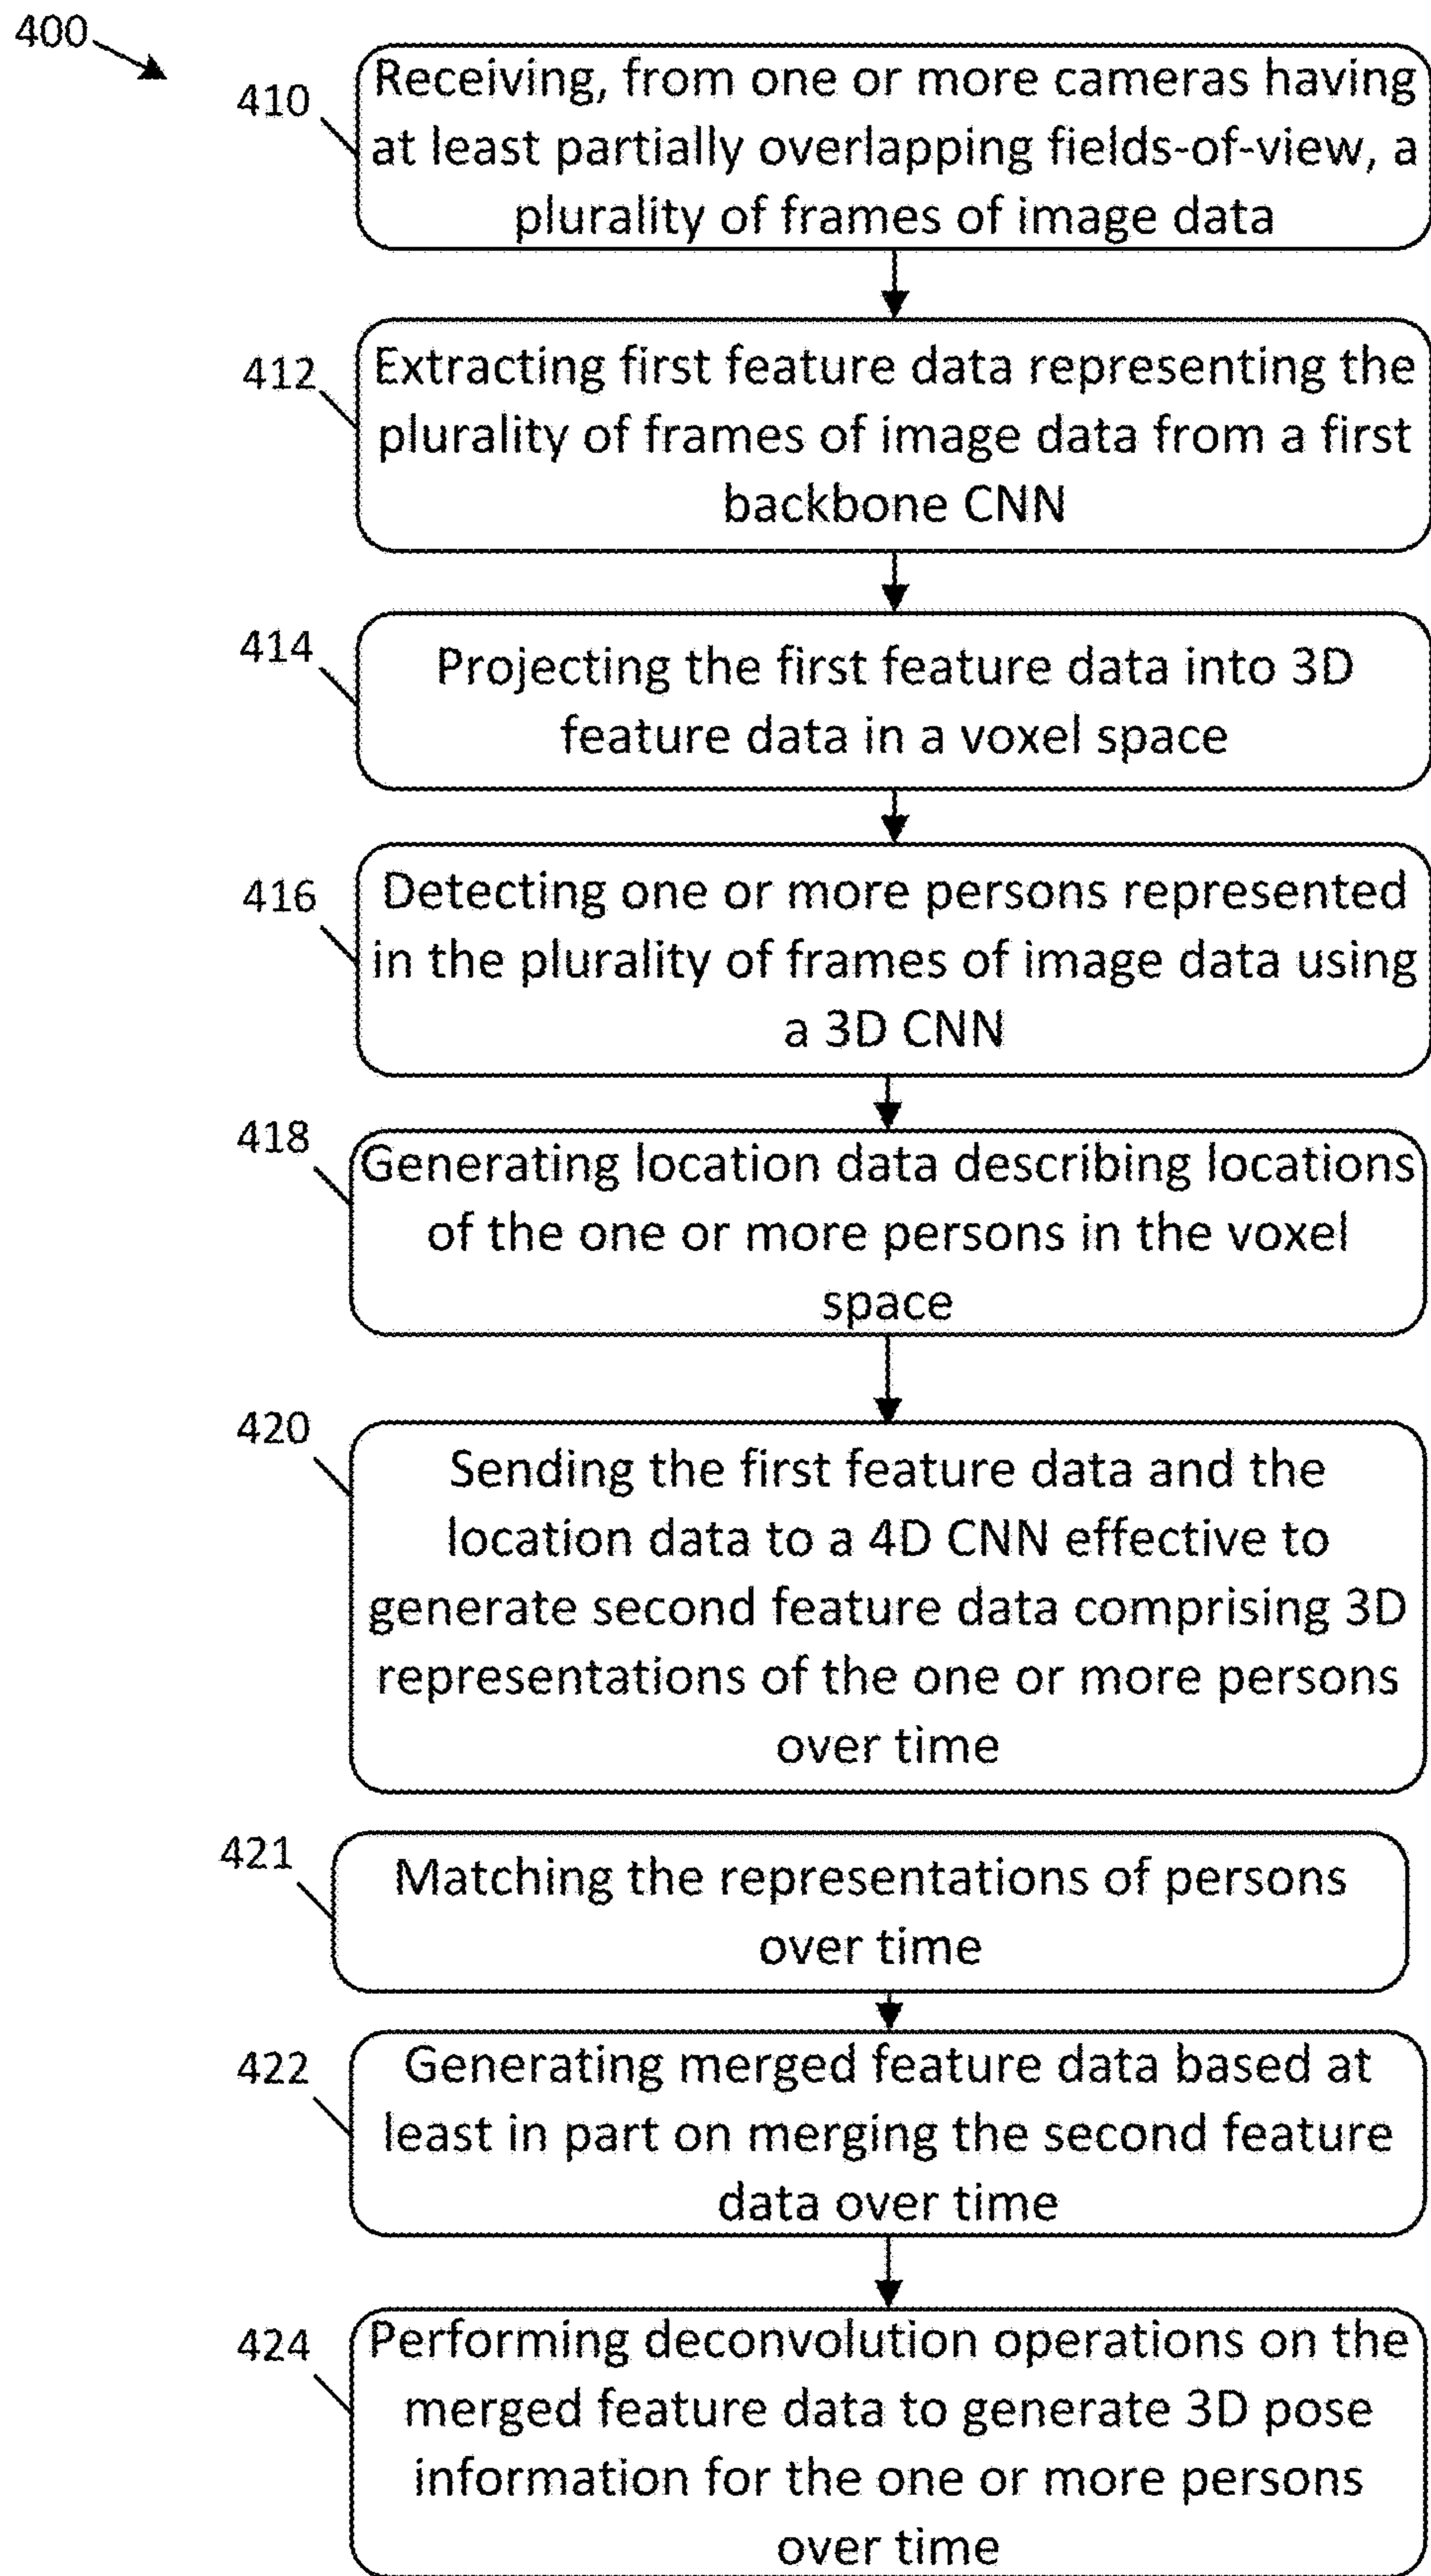 400
410
Receiving, from one or more cameras having
at least partially overlapping fields-of-view, a
plurality of frames of image data
412
Extracting first feature data representing the
plurality of frames of image data from a first
backbone CNN
414
Projecting the first feature data into 3D
feature data in a voxel space
416
Detecting one or more persons represented
in the plurality of frames of image data using
a 3D CNN
418
Generating location data describing locations
of the one or more persons in the voxel
space
420
Sending the first feature data and the
location data to a 4D CNN effective to
generate second feature data comprising 3D
representations of the one or more persons
over time
421
Matching the representations of persons
over time
422
Generating merged feature data based at
least in part on merging the second feature
data over time
424
Performing deconvolution operations on the
merged feature data to generate 3D pose
information for the one or more persons
over time